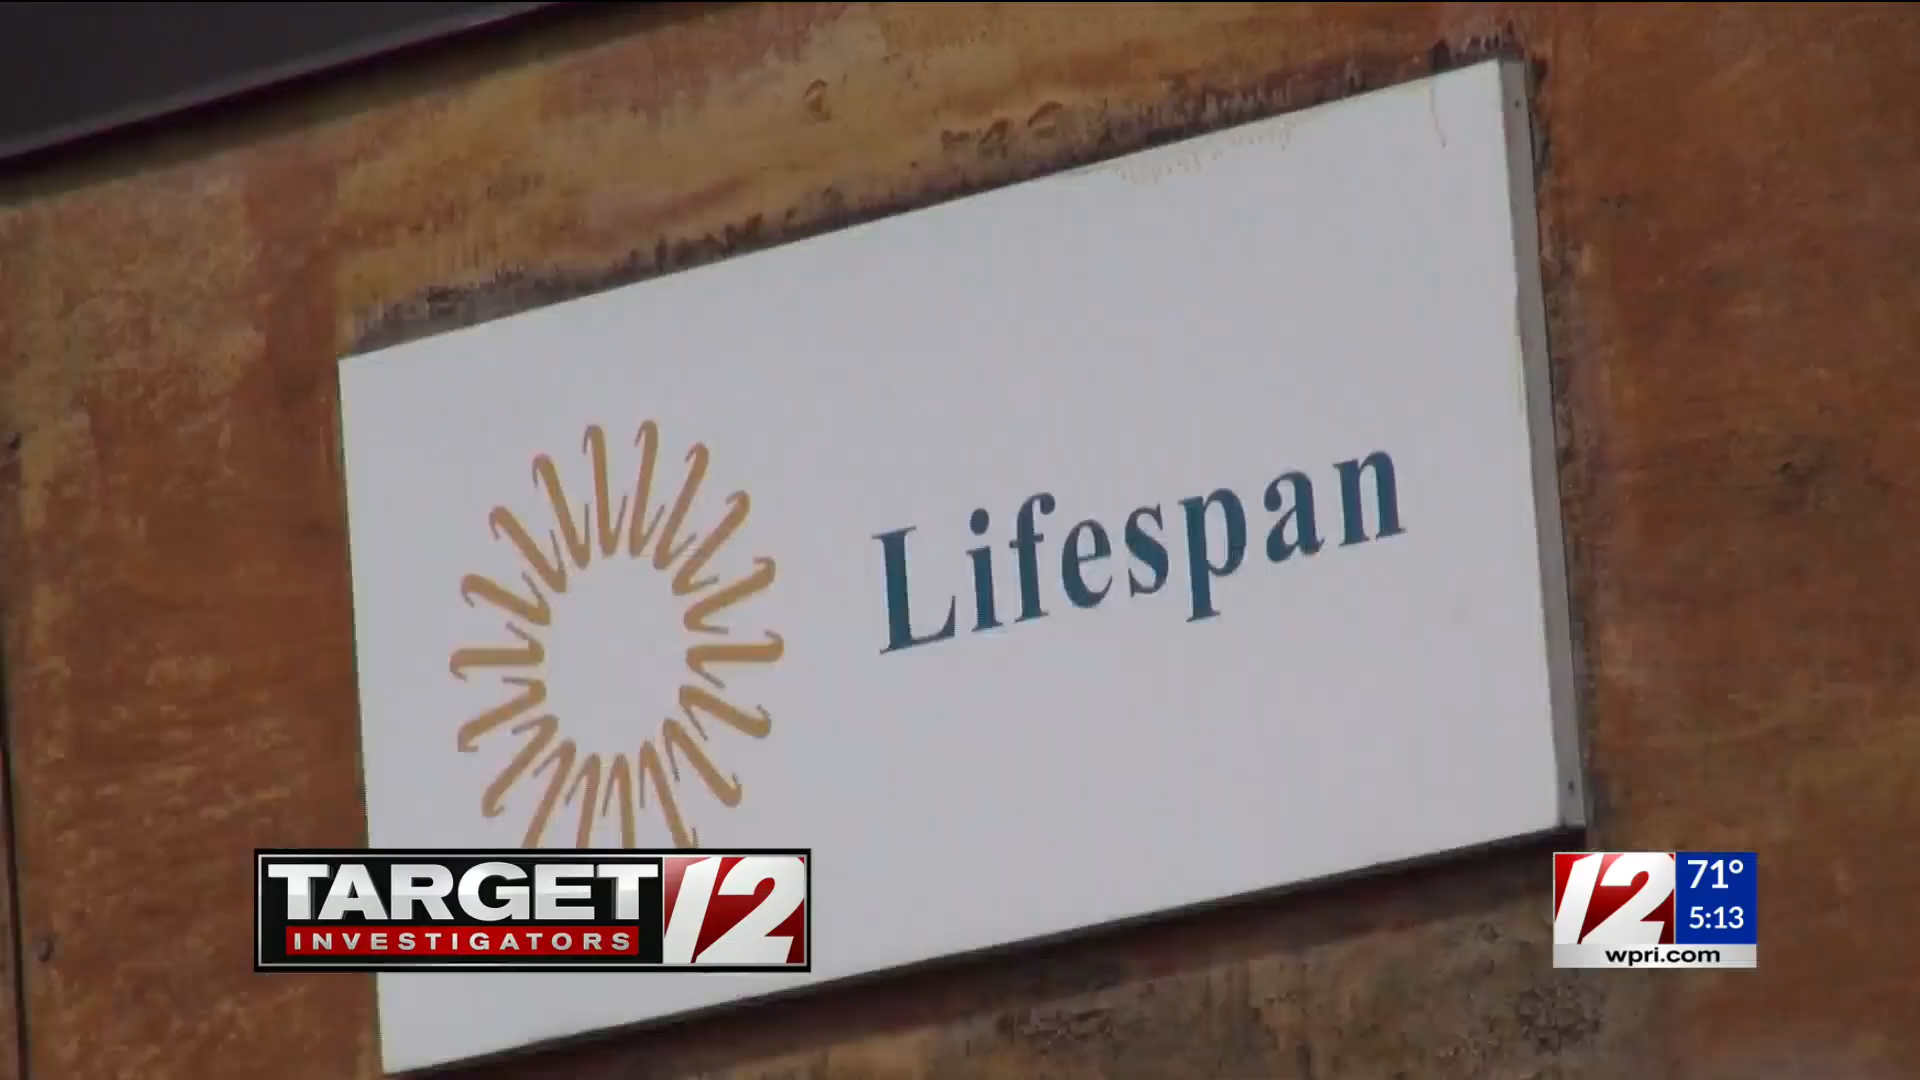 Lifespan
TARGET 12
INVESTIGATORS
12
71°
5:13
wpri.com